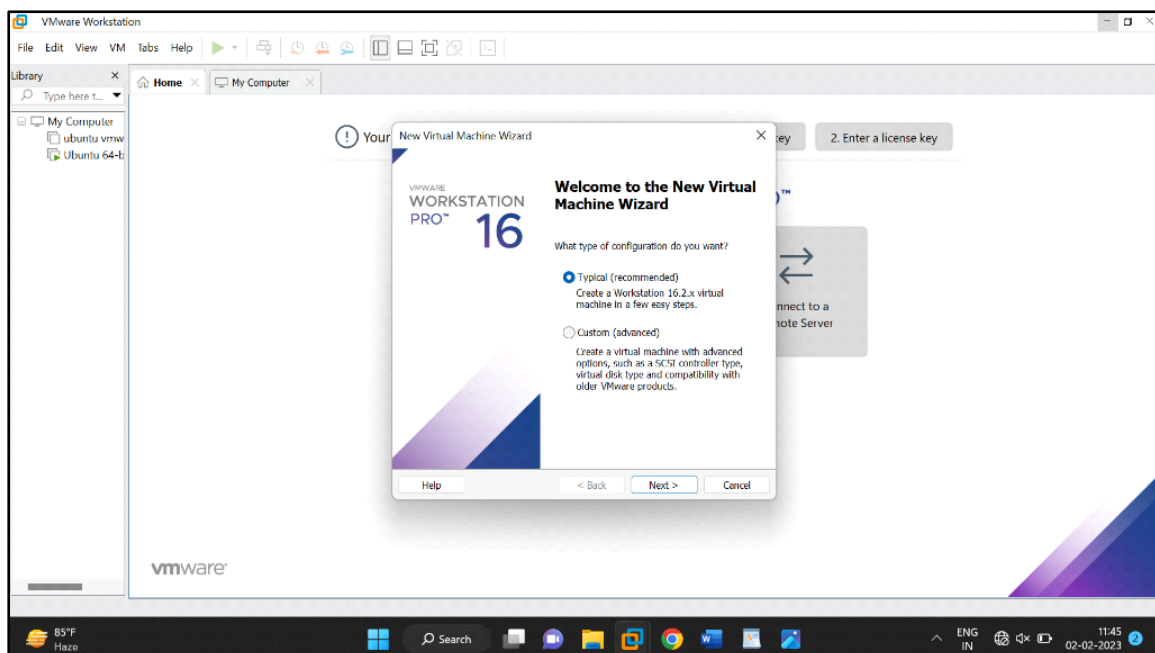 VMware Workstation
File Edit View VM Tabs Help
Library
Type here t...
Home
My Computer
My Computer
ubuntu vmw
Ubuntu 64-b
Your
ey
2. Enter a license key
New Virtual Machine Wizard
VMWARE
WORKSTATION
PRO™ 16
Welcome to the New Virtual
Machine Wizard
What type of configuration do you want?
Typical (recommended)
Create a Workstation 16.2.x virtual
machine in a few easy steps.
Custom (advanced)
Create a virtual machine with advanced
options, such as a SCSI controller type,
virtual disk type and compatibility with
older VMware products.
Help
< Back
Next >
Cancel
™
nnect to a
note Server
vmware
85°F
Haze
Search
ENG
IN
11:45
02-02-2023
2